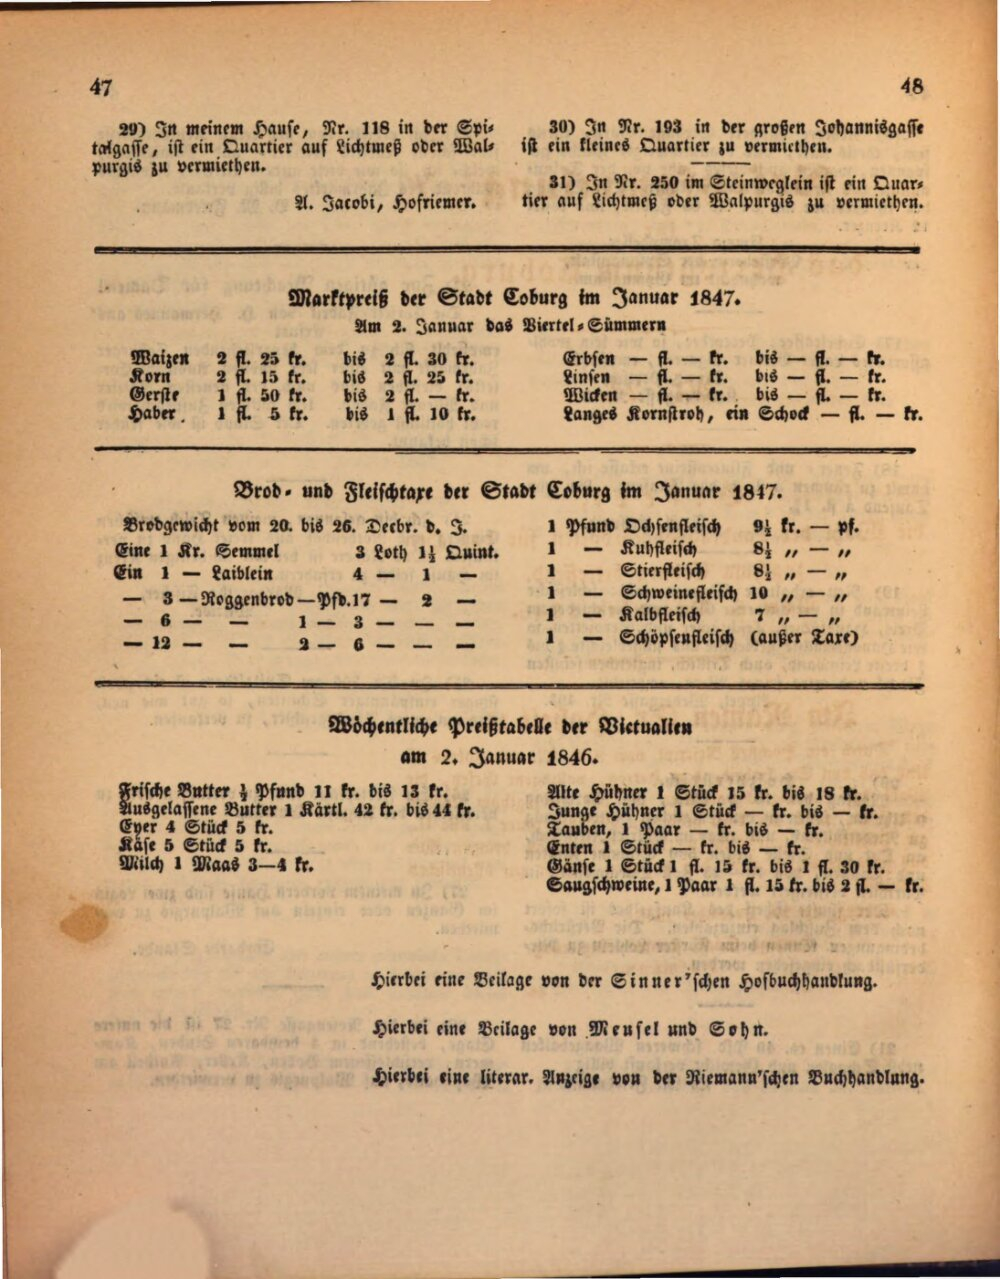 47
48
29) In meinem Hause, Nr. 118 in der Spi-
talgasse, ist ein Quartier auf Lichtmeß oder Wal-
purgis zu vermiethen.
A. Jacobi, Hofriemer.
30) In Nr. 193 in der großen Johannisgasse
ist ein kleines Quartier zu vermiethen.
31) In Nr. 250 im Steinweglein ist ein Quar-
tier auf Lichtmeß oder Walpurgis zu vermiethen.
Marktpreiß der Stadt Coburg im Januar 1847.
Am 2. Januar das Viertel-Sümmern
Waizen 2 fl. 25 kr. bis 2 fl. 30 kr.
Korn 2 fl. 15 kr. bis 2 fl. 25 kr.
Gerste 1 fl. 50 kr. bis 2 fl. — kr.
Haber 1 fl. 5 kr. bis 1 fl. 10 kr.
Erbsen — fl. — kr. bis — fl. — kr.
Linsen — fl. — kr. bis — fl. — kr.
Wicken — fl. — kr. bis — fl. — kr.
Langes Kornstroh, ein Schock — fl. — kr.
Brod- und Fleischtaxe der Stadt Coburg im Januar 1847.
Brodgewicht vom 20. bis 26. Decbr. d. J.
Eine 1 Kr. Semmel 3 Loth 1½ Quint.
Ein 1 — Laiblein 4 — 1 —
— 3 — Roggenbrod — Pfd. 17 — 2 —
— 6 — — 1 — 3 — — —
— 12 — — 2 — 6 — — —
1 Pfund Ochsenfleisch 9½ kr. — pf.
1 — Kuhfleisch 8½ „ — „
1 — Stierfleisch 8½ „ — „
1 — Schweinefleisch 10 „ — „
1 — Kalbfleisch 7 „ — „
1 — Schöpsenfleisch (außer Taxe)
Wöchentliche Preißtabelle der Victualien
am 2. Januar 1846.
Frische Butter ½ Pfund 11 kr. bis 13 kr.
Ausgelassene Butter 1 Kärtl. 42 kr. bis 44 kr.
Eyer 4 Stück 5 kr.
Käse 5 Stück 5 kr.
Milch 1 Maas 3—4 kr.
Alte Hühner 1 Stück 15 kr. bis 18 kr.
Junge Hühner 1 Stück — kr. bis — kr.
Tauben, 1 Paar — kr. bis — kr.
Enten 1 Stück — kr. bis — kr.
Gänse 1 Stück 1 fl. 15 kr. bis 1 fl. 30 kr.
Saugschweine, 1 Paar 1 fl. 15 kr. bis 2 fl. — kr.
Hierbei eine Beilage von der Sinner'schen Hofbuchhandlung.
Hierbei eine Beilage von Meusel und Sohn.
Hierbei eine literar. Anzeige von der Riemann'schen Buchhandlung.